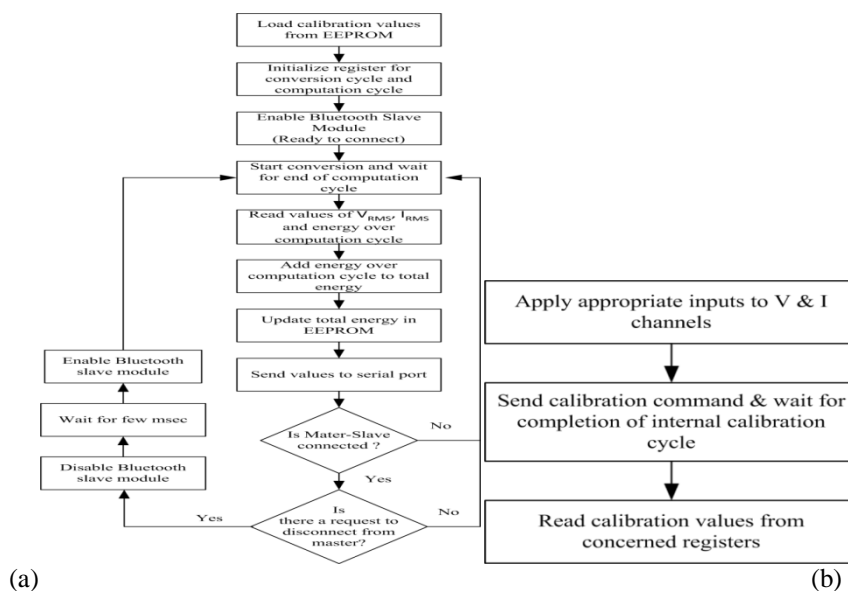 Load calibration values
from EEPROM
Initialize register for
conversion cycle and
computation cycle
Enable Bluetooth Slave
Module
(Ready to connect)
Start conversion and wait
for end of computation
cycle
Read values of VRMS, IRMS
and energy over
computation cycle
Add energy over
computation cycle to total
energy
Update total energy in
EEPROM
Send values to serial port
Is Mater-Slave
connected ?
No
Yes
Is
there a request to
disconnect from
master?
No
Yes
Disable Bluetooth
slave module
Wait for few msec
Enable Bluetooth
slave module
(a)
Apply appropriate inputs to V & I
channels
Send calibration command & wait for
completion of internal calibration
cycle
Read calibration values from
concerned registers
(b)